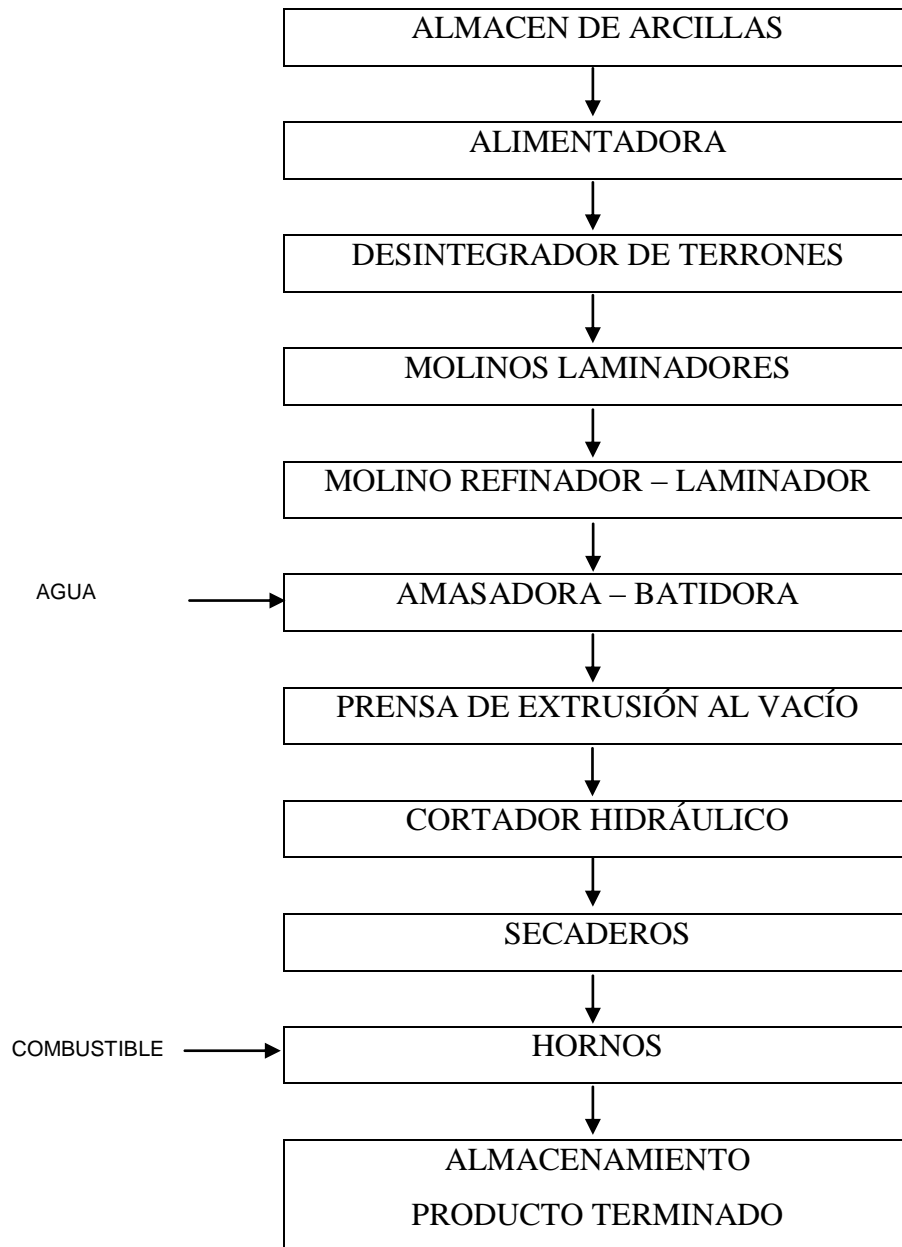 ALMACEN DE ARCILLAS
ALIMENTADORA
DESINTEGRADOR DE TERRONES
MOLINOS LAMINADORES
MOLINO REFINADOR – LAMINADOR
AGUA
AMASADORA – BATIDORA
PRENSA DE EXTRUSIÓN AL VACÍO
CORTADOR HIDRÁULICO
SECADEROS
COMBUSTIBLE
HORNOS
ALMACENAMIENTO
PRODUCTO TERMINADO